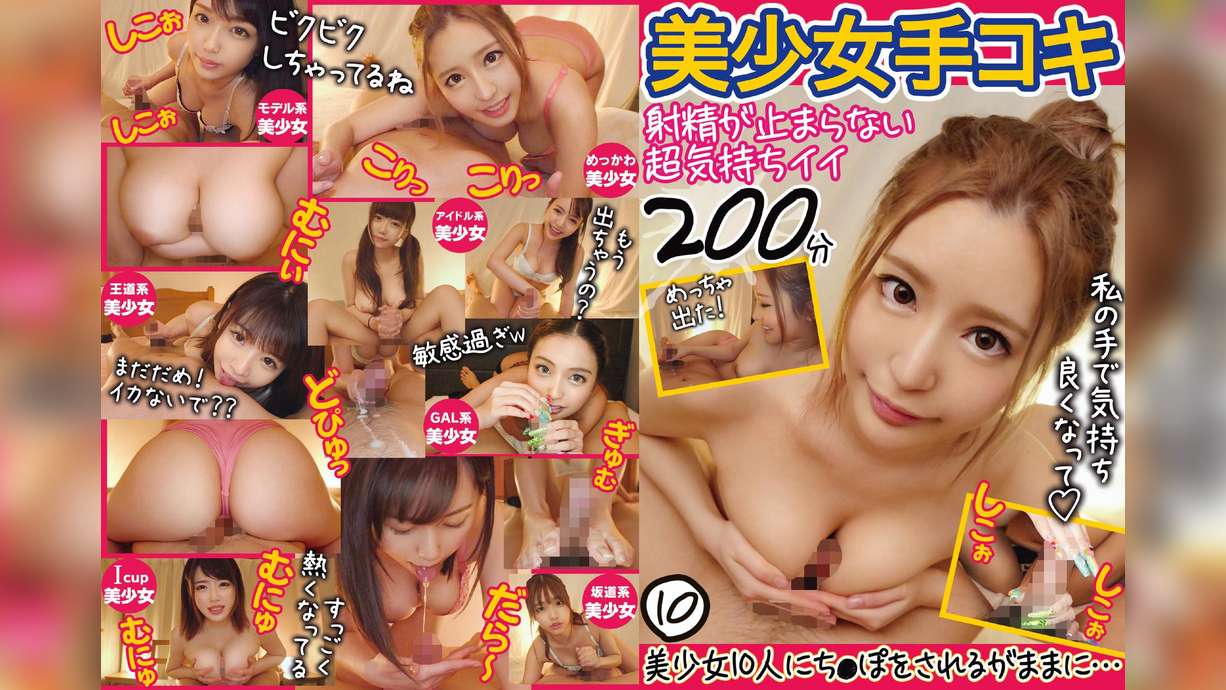 しこぉ
しこぉ
ビクビク
しちゃってるね
モデル系
美少女
こりっ
こりっ
めっかわ
美少女
むにぃ
アイドル系
美少女
もう
出ちゃうの？
王道系
美少女
まだだめ！
イカないで？？
どぴゅっ
敏感過ぎw
GAL系
美少女
ぎゅむ
I cup
美少女
むにゅ
むにゅ
すっごく
熱くなってる
だら〜
坂道系
美少女
美少女手コキ
射精が止まらない
超気持ちイイ
200分
めっちゃ
出た！
私の手で気持ち
良くなって♡
しこぉ
しこぉ
⑩
美少女10人にち●ぽをされるがままに…